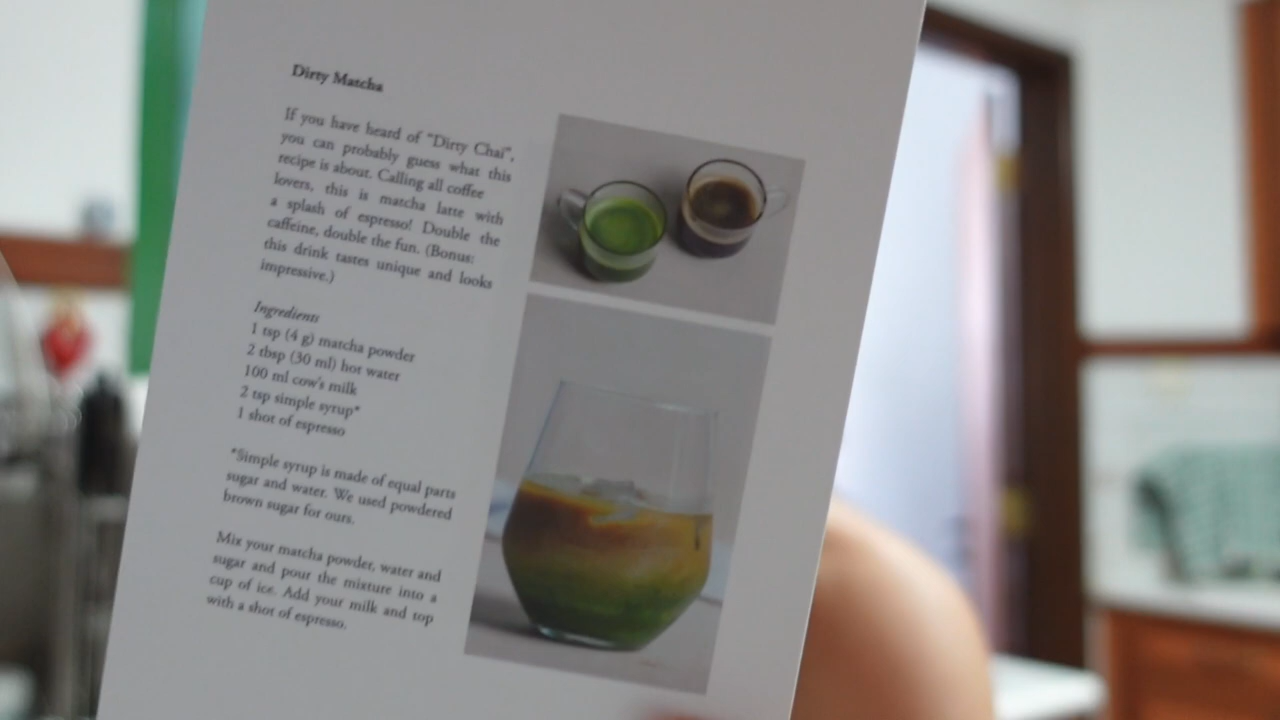 Dirty Matcha
If you have heard of "Dirty Chai",
you can probably guess what this
recipe is about. Calling all coffee
lovers, this is matcha latte with
a splash of espresso! Double the
caffeine, double the fun. (Bonus:
this drink tastes unique and looks
impressive.)
Ingredients
1 tsp (4 g) matcha powder
2 tbsp (30 ml) hot water
100 ml cow's milk
2 tsp simple syrup*
1 shot of espresso
*Simple syrup is made of equal parts
sugar and water. We used powdered
brown sugar for ours.
Mix your matcha powder, water and
sugar and pour the mixture into a
cup of ice. Add your milk and top
with a shot of espresso.